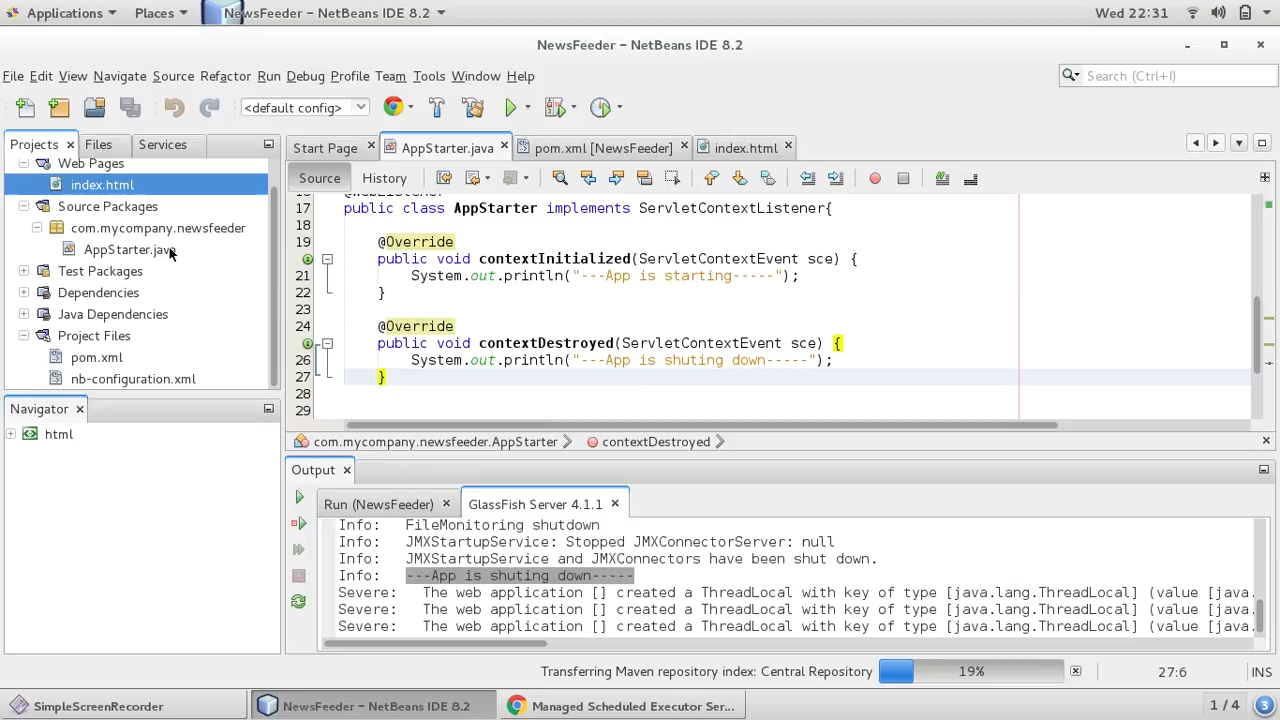 Applications Places NewsFeeder – NetBeans IDE 8.2 Wed 22:31
NewsFeeder – NetBeans IDE 8.2
File Edit View Navigate Source Refactor Run Debug Profile Team Tools Window Help Search (Ctrl+I)
<default config>
Projects Files Services
Start Page AppStarter.java pom.xml [NewsFeeder] index.html
Source History
Web Pages
index.html
Source Packages
com.mycompany.newsfeeder
AppStarter.java
Test Packages
Dependencies
Java Dependencies
Project Files
pom.xml
nb-configuration.xml
Navigator
html
17 public class AppStarter implements ServletContextListener{
18
19 @Override
public void contextInitialized(ServletContextEvent sce) {
21 System.out.println("---App is starting-----");
22 }
23
24 @Override
public void contextDestroyed(ServletContextEvent sce) {
26 System.out.println("---App is shuting down-----");
27 }
28
29
com.mycompany.newsfeeder.AppStarter contextDestroyed
Output
Run (NewsFeeder) GlassFish Server 4.1.1
Info: FileMonitoring shutdown
Info: JMXStartupService: Stopped JMXConnectorServer: null
Info: JMXStartupService and JMXConnectors have been shut down.
Info: ---App is shuting down-----
Severe: The web application [] created a ThreadLocal with key of type [java.lang.ThreadLocal] (value [java.
Severe: The web application [] created a ThreadLocal with key of type [java.lang.ThreadLocal] (value [java.
Severe: The web application [] created a ThreadLocal with key of type [java.lang.ThreadLocal] (value [java.
Transferring Maven repository index: Central Repository 19% 27:6 INS
SimpleScreenRecorder NewsFeeder – NetBeans IDE 8.2 Managed Scheduled Executor Ser... 1 / 4 3